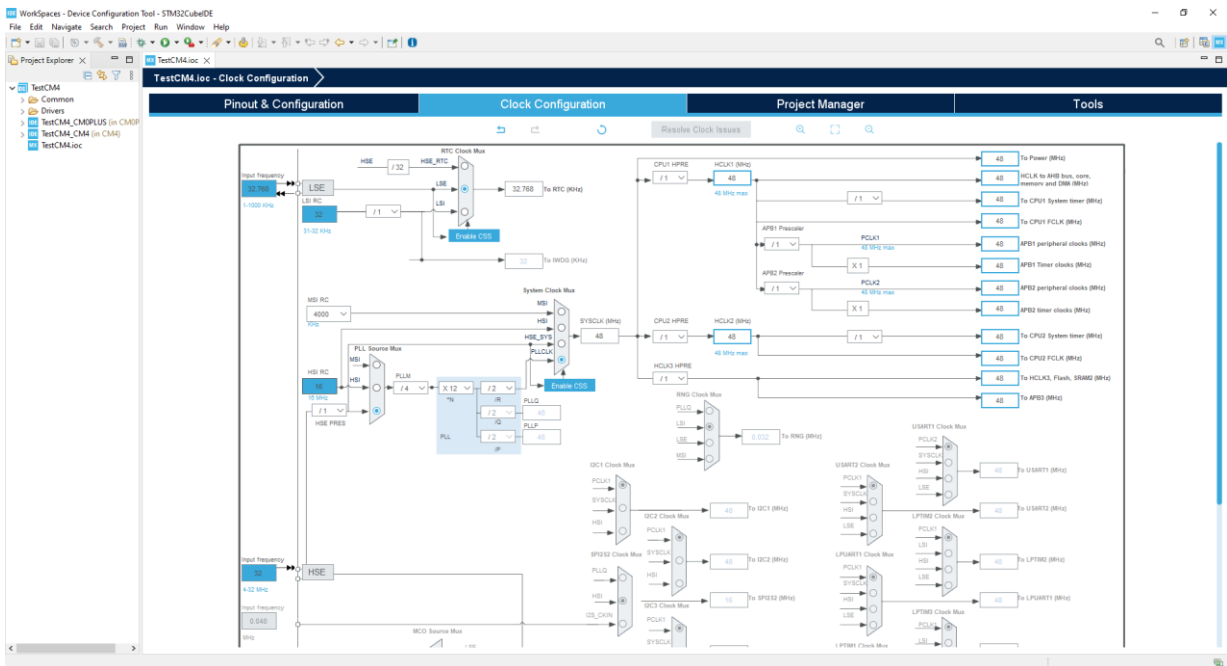 WorkSpaces - Device Configuration Tool - STM32CubeIDE
File Edit Navigate Search Project Run Window Help
Project Explorer
TestCM4.ioc
TestCM4
Common
Drivers
TestCM4_CM0PLUS (in CM0P
TestCM4_CM4 (in CM4)
TestCM4.ioc
TestCM4.ioc - Clock Configuration
Pinout & Configuration
Clock Configuration
Project Manager
Tools
Resolve Clock Issues
RTC Clock Mux
HSE
/ 32
HSE_RTC
Input frequency
32.768
1-1000 KHz
LSE
LSE
32.768
To RTC (KHz)
LSI RC
32
31-32 KHz
/ 1
LSI
Enable CSS
32
To IWDG (KHz)
CPU1 HPRE
/ 1
HCLK1 (MHz)
48
48 MHz max
48
To Power (MHz)
48
HCLK to AHB bus, core,
memory and DMA (MHz)
/ 1
48
To CPU1 System timer (MHz)
48
To CPU1 FCLK (MHz)
APB1 Prescaler
/ 1
PCLK1
48 MHz max
48
APB1 peripheral clocks (MHz)
X 1
48
APB1 Timer clocks (MHz)
APB2 Prescaler
/ 1
PCLK2
48 MHz max
48
APB2 peripheral clocks (MHz)
X 1
48
APB2 timer clocks (MHz)
System Clock Mux
MSI RC
4000
KHz
MSI
HSI
HSE_SYS
PLLCLK
SYSCLK (MHz)
48
Enable CSS
CPU2 HPRE
/ 1
HCLK2 (MHz)
48
48 MHz max
/ 1
48
To CPU2 System timer (MHz)
48
To CPU2 FCLK (MHz)
HCLK3 HPRE
/ 1
48
To HCLK3, Flash, SRAM2 (MHz)
48
To APB3 (MHz)
PLL Source Mux
MSI
HSI RC
16
16 MHz
HSI
/ 1
HSE PRES
PLLM
/ 4
X 12
*N
/ 2
/R
PLLQ
/ 2
48
/Q
PLLP
PLL
/ 2
48
/P
RNG Clock Mux
PLLQ
LSI
LSE
MSI
0.032
To RNG (MHz)
USART1 Clock Mux
PCLK2
SYSCLK
HSI
LSE
48
To USART1 (MHz)
I2C1 Clock Mux
PCLK1
SYSCLK
HSI
48
To I2C1 (MHz)
USART2 Clock Mux
PCLK1
SYSCLK
HSI
LSE
48
To USART2 (MHz)
I2C2 Clock Mux
PCLK1
SYSCLK
HSI
48
To I2C2 (MHz)
LPTIM2 Clock Mux
PCLK1
LSI
HSI
LSE
48
To LPTIM2 (MHz)
SPI2S2 Clock Mux
PLLQ
HSI
I2S_CKIN
16
To SPI2S2 (MHz)
LPUART1 Clock Mux
PCLK1
SYSCLK
HSI
LSE
48
To LPUART1 (MHz)
Input frequency
32
4-32 MHz
HSE
Input frequency
0.048
MHz
I2C3 Clock Mux
PCLK1
SYSCLK
LPTIM3 Clock Mux
PCLK1
LSI
MCO Source Mux
LSE
LPTIM1 Clock Mux